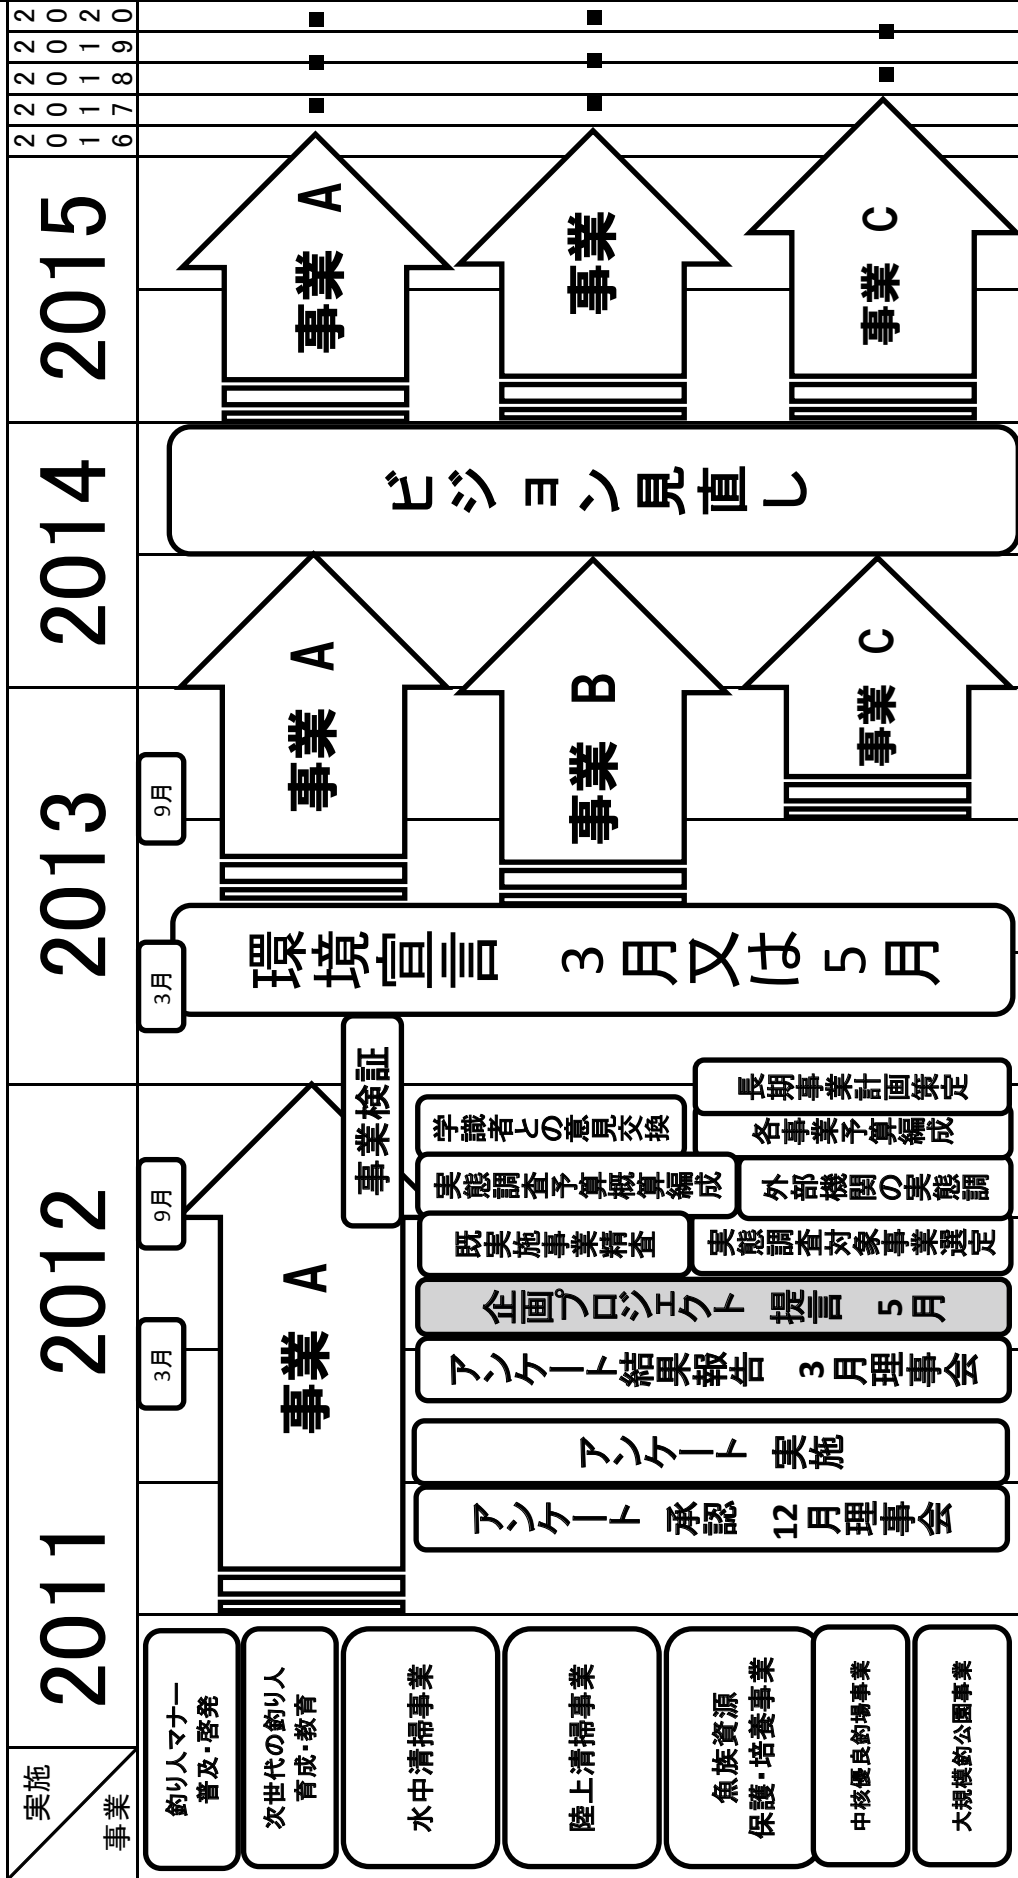 実施
事業
2011
2012
2013
2014
2015
2016
2017
2018
2019
2020
3月
9月
3月
9月
釣り人マナー
普及・啓発
次世代の釣り人
育成・教育
水中清掃事業
陸上清掃事業
魚族資源
保護・培養事業
中核優良釣場事業
大規模釣公園事業
事業 A
事業検証
アンケート 承認 12月理事会
アンケート 実施
アンケート結果報告 3月理事会
企画プロジェクト 提言 5月
既実施事業精査
実態調査対象事業選定
実態調査予算概算編成
外部機関の実態調
学識者との意見交換
各事業予算編成
長期事業計画策定
環境宣言 3月又は5月
事業 A
事業 B
事業 C
ビジョン見直し
事業 A
事業
事業 C